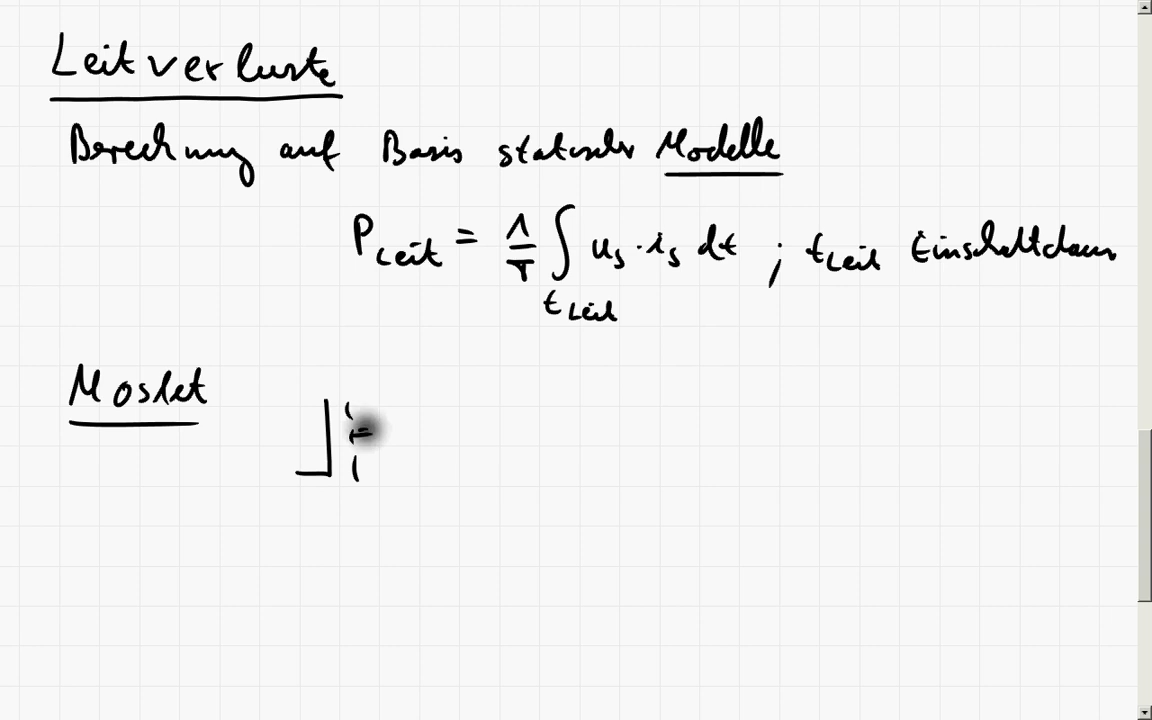 Leitverluste
Berechnung auf Basis statischer Modelle
P_Leit = 1/T ∫_{t_Leit} u_s · i_s dt ; t_Leit Einschaltdauer
Mosfet